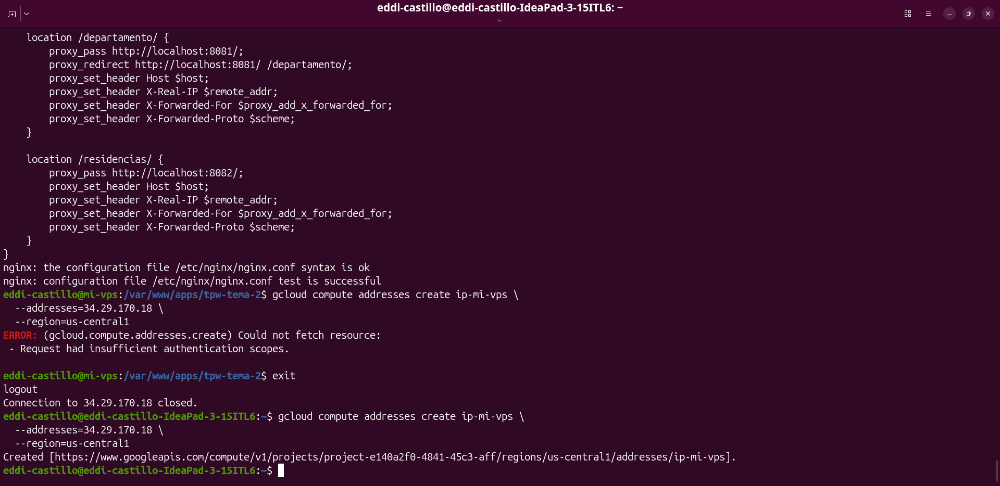 eddi-castillo@eddi-castillo-IdeaPad-3-15ITL6: ~
~
    location /departamento/ {
        proxy_pass http://localhost:8081/;
        proxy_redirect http://localhost:8081/ /departamento/;
        proxy_set_header Host $host;
        proxy_set_header X-Real-IP $remote_addr;
        proxy_set_header X-Forwarded-For $proxy_add_x_forwarded_for;
        proxy_set_header X-Forwarded-Proto $scheme;
    }

    location /residencias/ {
        proxy_pass http://localhost:8082/;
        proxy_set_header Host $host;
        proxy_set_header X-Real-IP $remote_addr;
        proxy_set_header X-Forwarded-For $proxy_add_x_forwarded_for;
        proxy_set_header X-Forwarded-Proto $scheme;
    }
}
nginx: the configuration file /etc/nginx/nginx.conf syntax is ok
nginx: configuration file /etc/nginx/nginx.conf test is successful
eddi-castillo@mi-vps:/var/www/apps/tpw-tema-2$ gcloud compute addresses create ip-mi-vps \
  --addresses=34.29.170.18 \
  --region=us-central1
ERROR: (gcloud.compute.addresses.create) Could not fetch resource:
 - Request had insufficient authentication scopes.

eddi-castillo@mi-vps:/var/www/apps/tpw-tema-2$ exit
logout
Connection to 34.29.170.18 closed.
eddi-castillo@eddi-castillo-IdeaPad-3-15ITL6:~$ gcloud compute addresses create ip-mi-vps \
  --addresses=34.29.170.18 \
  --region=us-central1
Created [https://www.googleapis.com/compute/v1/projects/project-e140a2f0-4841-45c3-aff/regions/us-central1/addresses/ip-mi-vps].
eddi-castillo@eddi-castillo-IdeaPad-3-15ITL6:~$